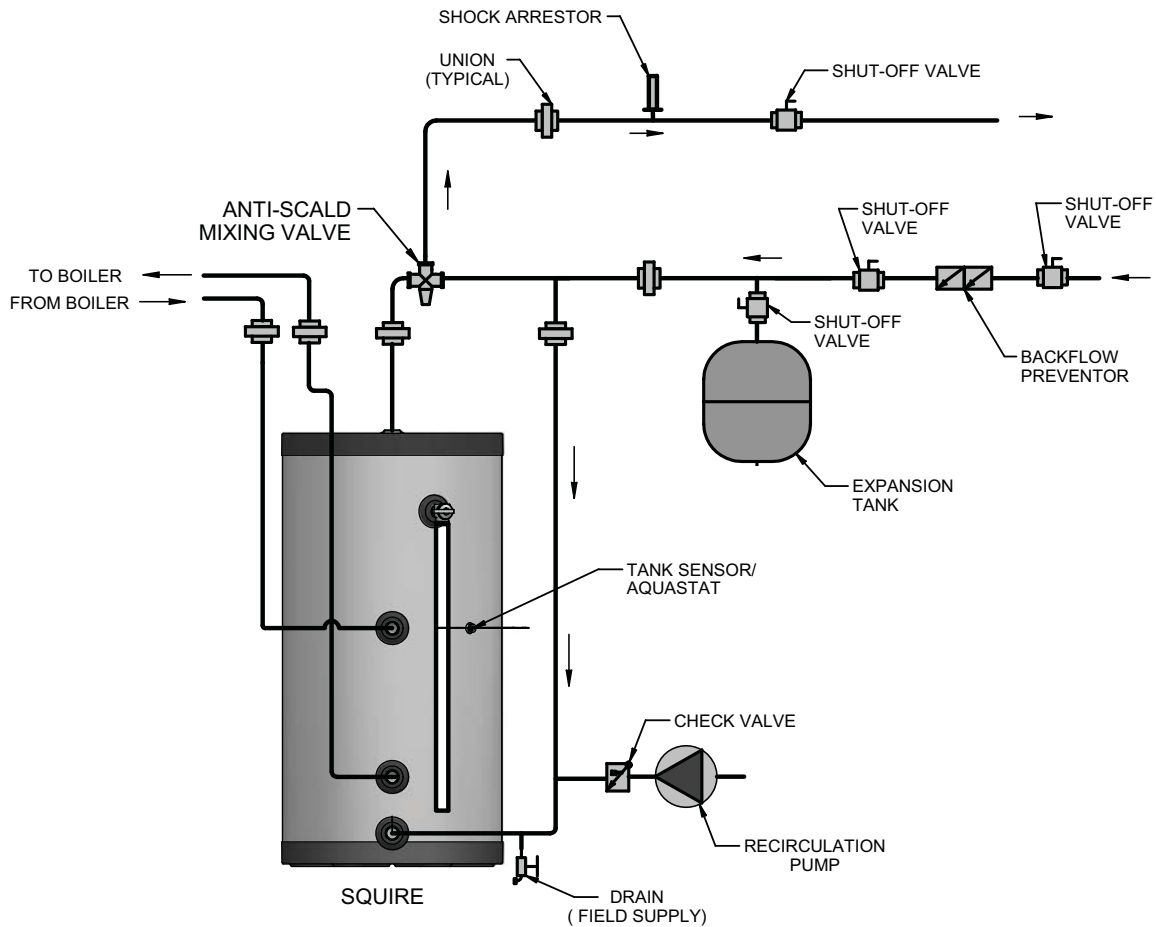 SHOCK ARRESTOR
UNION
(TYPICAL)
SHUT-OFF VALVE
ANTI-SCALD
MIXING VALVE
SHUT-OFF
VALVE
SHUT-OFF
VALVE
TO BOILER
FROM BOILER
SHUT-OFF
VALVE
BACKFLOW
PREVENTOR
EXPANSION
TANK
TANK SENSOR/
AQUASTAT
CHECK VALVE
RECIRCULATION
PUMP
SQUIRE
DRAIN
( FIELD SUPPLY)